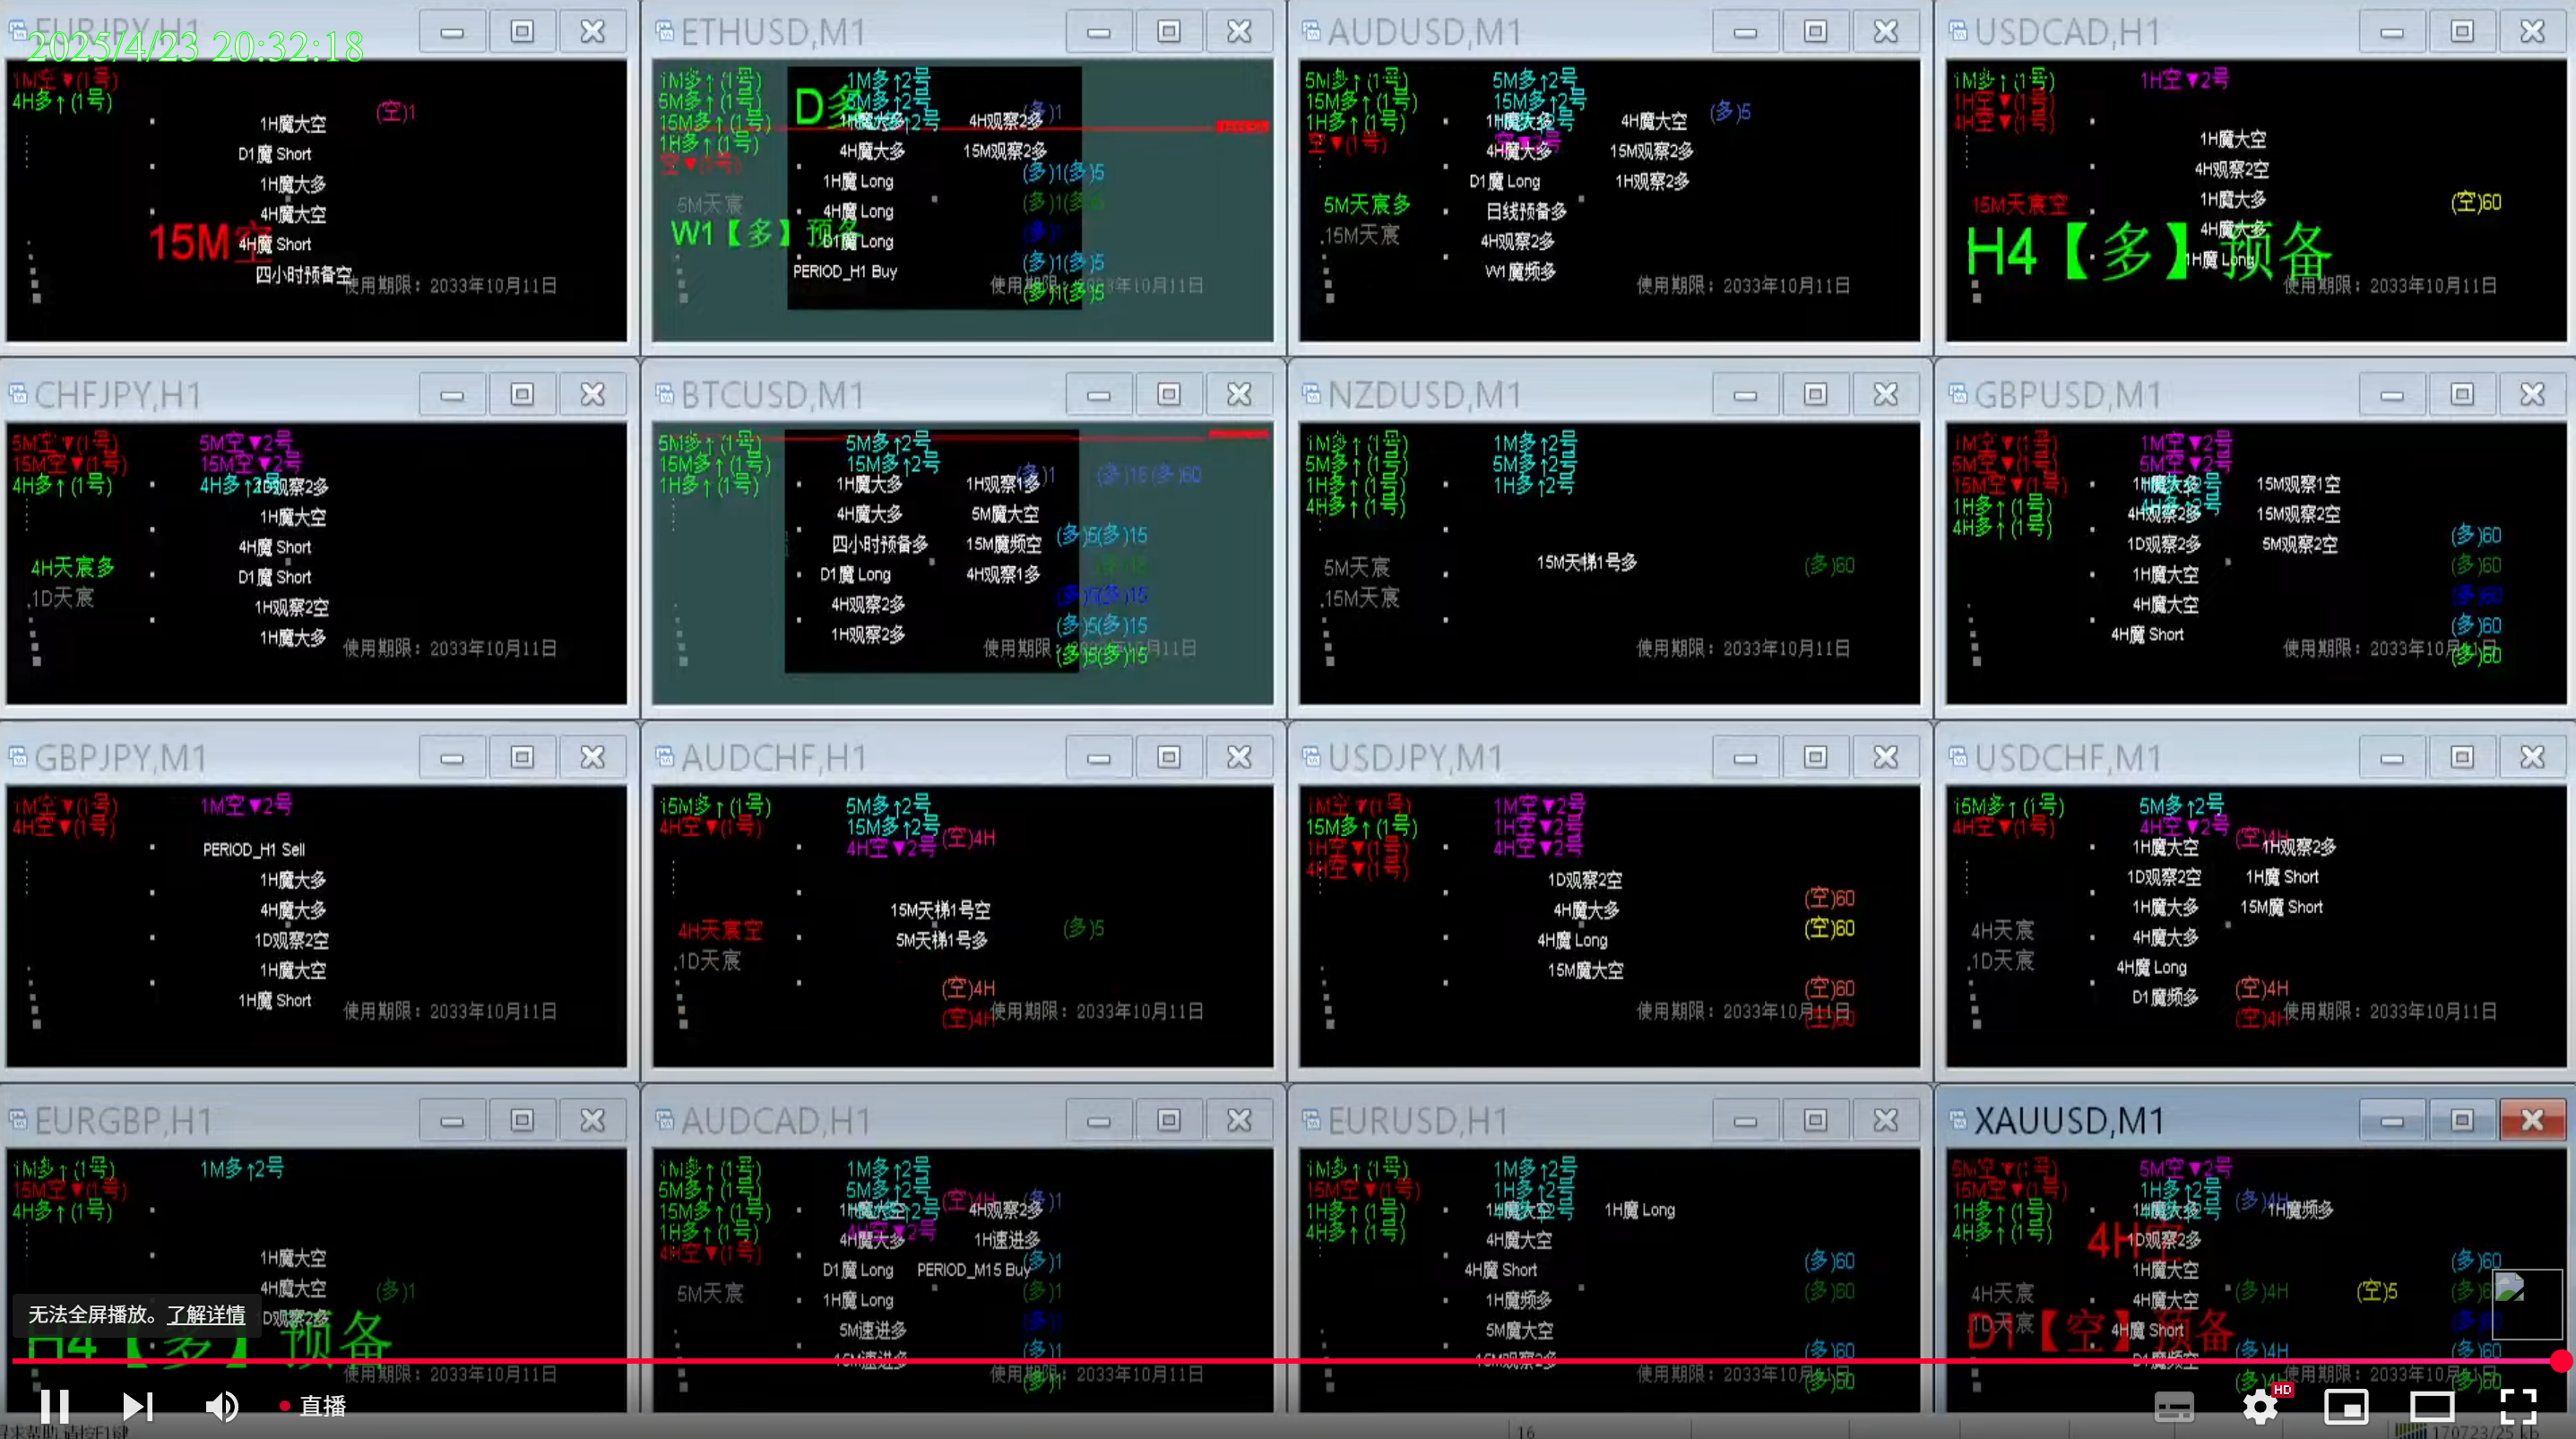 EURJPY,H1
2025/4/23 20:32:18
1M空▼(1号)
4H多↑(1号)
(空)1
1H魔大空
D1魔 Short
1H魔大多
4H魔大空
15M空
4H魔 Short
四小时预备空
使用期限：2033年10月11日
ETHUSD,M1
1M多↑(1号)
5M多↑(1号)
15M多↑(1号)
1H多↑(1号)
空▼(1号)
D多
1M多↑2号
5M多↑2号
1H魔大多
4H观察2多
(多)1
4H魔大多
15M观察2多
(多)1(多)5
1H魔 Long
5M天宸
4H魔 Long
(多)1(多)5
W1【多】预备
D1魔 Long
(多)1
(多)1(多)5
PERIOD_H1 Buy
使用期限：2033年10月11日
(多)1(多)5
AUDUSD,M1
5M多↑(1号)
15M多↑(1号)
1H多↑(1号)
空▼(1号)
5M多↑2号
15M多↑2号
(多)5
1H魔大多
4H魔大空
4H魔大多
15M观察2多
D1魔 Long
1H观察2多
5M天宸多
日线预备多
15M天宸
4H观察2多
W1魔频多
使用期限：2033年10月11日
USDCAD,H1
1M多↑(1号)
1H空▼(1号)
4H空▼(1号)
1H空▼2号
1H魔大空
4H观察2空
15M天宸空
1H魔大多
(空)60
4H魔大多
H4【多】预备
1H魔 Long
使用期限：2033年10月11日
CHFJPY,H1
5M空▼(1号)
15M空▼(1号)
4H多↑(1号)
5M空▼2号
15M空▼2号
4H多↑2号
1D观察2多
1H魔大空
4H魔 Short
4H天宸多
D1魔 Short
1D天宸
1H观察2空
1H魔大多
使用期限：2033年10月11日
BTCUSD,M1
5M多↑(1号)
15M多↑(1号)
1H多↑(1号)
5M多↑2号
15M多↑2号
(多)1
(多)15(多)60
1H魔大多
1H观察1多
4H魔大多
5M魔大空
四小时预备多
15M魔频空
(多)5(多)15
D1魔 Long
4H观察1多
4H观察2多
(多)5(多)15
1H观察2多
(多)5(多)15
使用期限：2033年10月11日
(多)5(多)15
NZDUSD,M1
1M多↑(1号)
5M多↑(1号)
1H多↑(1号)
4H多↑(1号)
1M多↑2号
5M多↑2号
1H多↑2号
5M天宸
15M天梯1号多
(多)60
15M天宸
使用期限：2033年10月11日
GBPUSD,M1
1M空▼(1号)
5M空▼(1号)
15M空▼(1号)
1H多↑(1号)
4H多↑(1号)
1M空▼2号
5M空▼2号
1H魔大多
15M观察1空
4H观察2多
15M观察2空
1D观察2多
5M观察2空
(多)60
1H魔大空
(多)60
4H魔大空
(多)60
4H魔 Short
(多)60
使用期限：2033年10月11日
(多)60
GBPJPY,M1
1M空▼(1号)
4H空▼(1号)
1M空▼2号
PERIOD_H1 Sell
1H魔大多
4H魔大多
1D观察2空
1H魔大空
1H魔 Short
使用期限：2033年10月11日
AUDCHF,H1
15M多↑(1号)
4H空▼(1号)
5M多↑2号
15M多↑2号
4H空▼2号
(空)4H
15M天梯1号空
4H天宸空
5M天梯1号多
(多)5
1D天宸
(空)4H
(空)4H
使用期限：2033年10月11日
USDJPY,M1
1M空▼(1号)
15M多↑(1号)
1H空▼(1号)
4H空▼(1号)
1M空▼2号
1H空▼2号
4H空▼2号
1D观察2空
4H魔大多
(空)60
4H魔 Long
(空)60
15M魔大空
(空)60
使用期限：2033年10月11日
(空)60
USDCHF,M1
15M多↑(1号)
4H空▼(1号)
5M多↑2号
4H空▼2号
(空)4H
1H魔大空
1H观察2多
1D观察2空
1H魔 Short
1H魔大多
15M魔 Short
4H天宸
4H魔大多
1D天宸
4H魔 Long
D1魔频多
(空)4H
(空)4H
使用期限：2033年10月11日
EURGBP,H1
1M多↑(1号)
15M空▼(1号)
4H多↑(1号)
1M多↑2号
1H魔大空
4H魔大空
(多)1
1D观察2多
无法全屏播放。了解详情
H4【多】预备
使用期限：2033年10月11日
AUDCAD,H1
1M多↑(1号)
5M多↑(1号)
15M多↑(1号)
1H多↑(1号)
4H空▼(1号)
1M多↑2号
5M多↑2号
(空)4H
(多)1
4H观察2多
4H魔大多
1H速进多
D1魔 Long
PERIOD_M15 Buy
(多)1
5M天宸
1H魔 Long
(多)1
5M速进多
(多)1
15M速进多
(多)1
使用期限：2033年10月11日
(多)1
EURUSD,H1
1M多↑(1号)
15M空▼(1号)
1H多↑(1号)
4H多↑(1号)
1M多↑2号
1H多↑2号
1H魔大空
1H魔 Long
4H魔大空
4H魔 Short
(多)60
1H魔频多
(多)60
5M魔大空
15M观察2多
(多)60
使用期限：2033年10月11日
(多)60
XAUUSD,M1
5M空▼(1号)
15M空▼(1号)
1H多↑(1号)
4H多↑(1号)
5M空▼2号
1H多↑2号
(多)4H
1H魔大多
1H魔频多
4H空
1D观察2多
1H魔大空
(多)60
4H天宸
4H魔大空
(多)4H
(空)5
1D天宸
D1【空】预备
4H魔 Short
D1魔频空
(多)4H
(多)60
使用期限：2033年10月11日
直播
HD
16
170723/25 kb